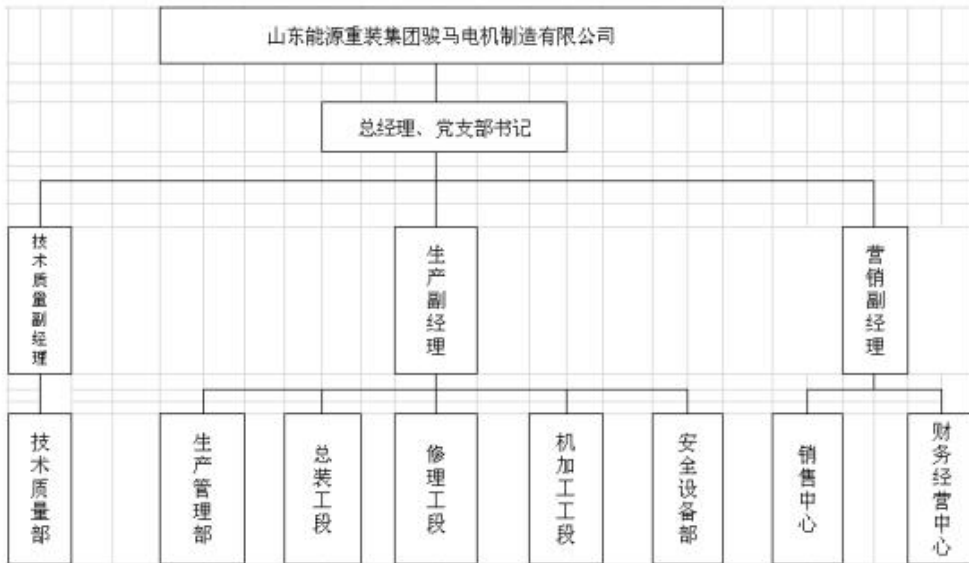 山东能源重装集团骏马电机制造有限公司
总经理、党支部书记
技术质量副经理
生产副经理
营销副经理
技术质量部
生产管理部
总装工段
修理工段
机加工工段
安全设备部
销售中心
财务经营中心